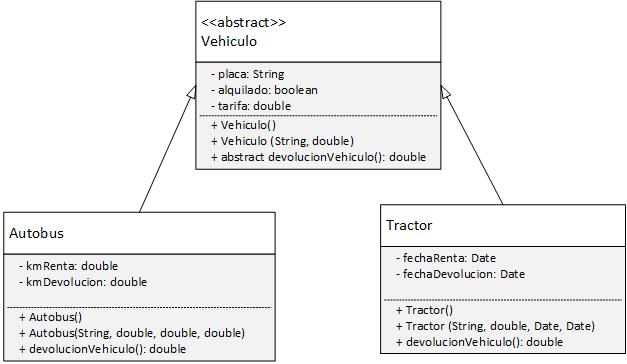 <<abstract>>
Vehiculo
- placa: String
- alquilado: boolean
- tarifa: double
+ Vehiculo()
+ Vehiculo (String, double)
+ abstract devolucionVehiculo(): double
Autobus
- kmRenta: double
- kmDevolucion: double
+ Autobus()
+ Autobus(String, double, double, double)
+ devolucionVehiculo(): double
Tractor
- fechaRenta: Date
- fechaDevolucion: Date
+ Tractor()
+ Tractor (String, double, Date, Date)
+ devolucionVehiculo(): double